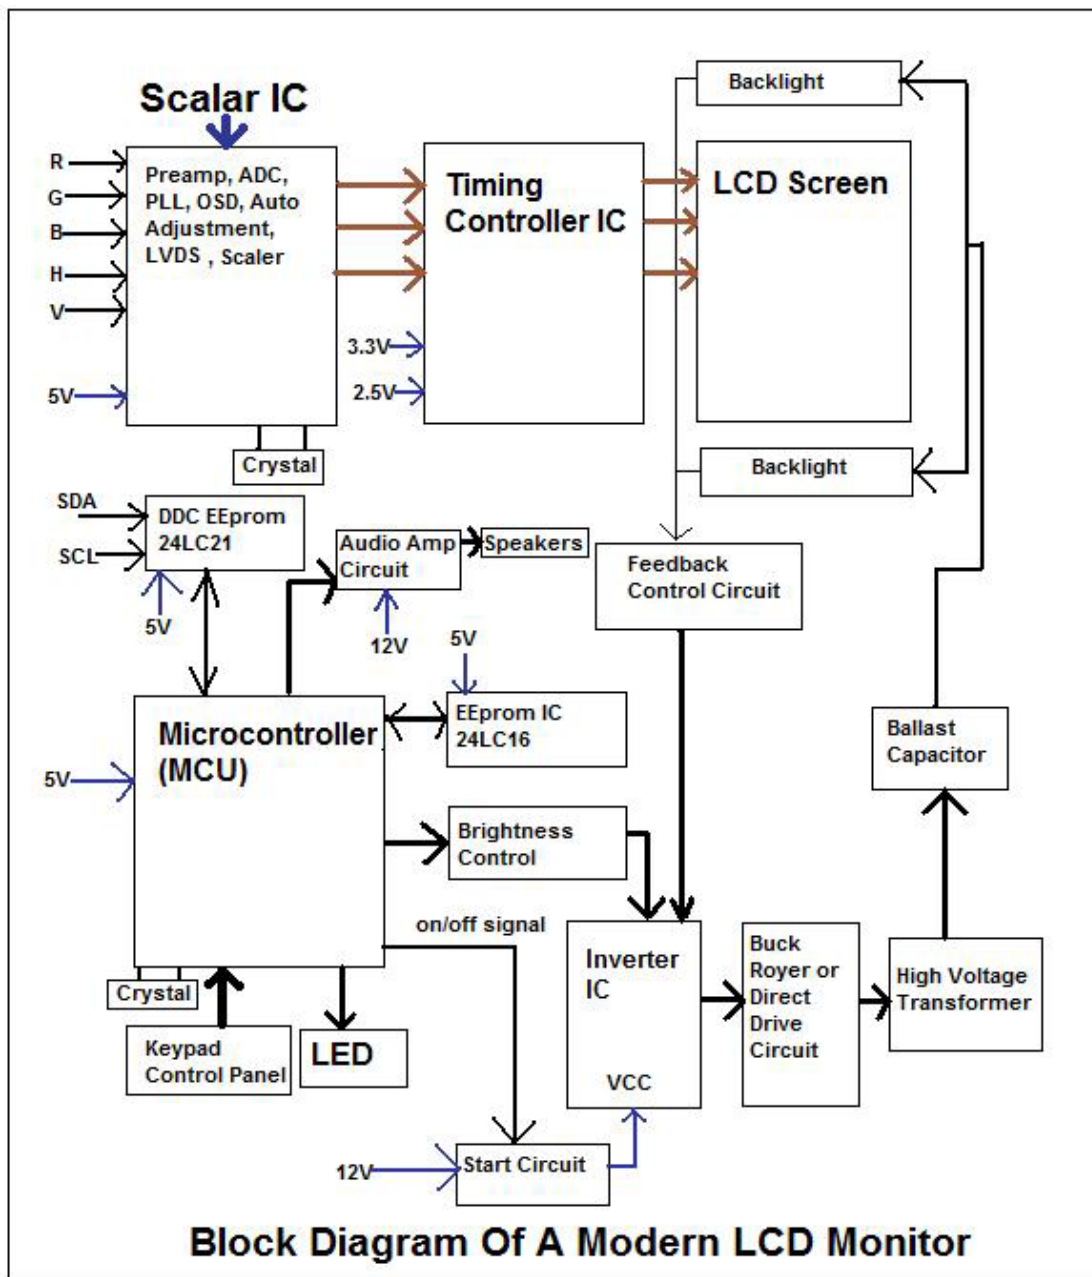 Scalar IC
R
G
B
H
V
5V
Preamp, ADC,
PLL, OSD, Auto
Adjustment,
LVDS , Scaler
Crystal
Timing
Controller IC
3.3V
2.5V
LCD Screen
Backlight
Backlight
SDA
SCL
DDC EEprom
24LC21
5V
Audio Amp
Circuit
Speakers
12V
Feedback
Control Circuit
5V
EEprom IC
24LC16
Microcontroller
(MCU)
5V
Ballast
Capacitor
Brightness
Control
on/off signal
Inverter
IC
VCC
Buck
Royer or
Direct
Drive
Circuit
High Voltage
Transformer
Crystal
Keypad
Control Panel
LED
12V
Start Circuit
Block Diagram Of A Modern LCD Monitor